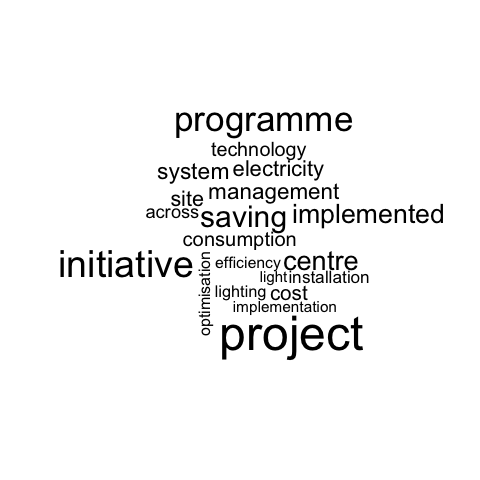 programme
technology
system electricity
site management
across saving implemented
consumption
initiative optimisation efficiency centre
light installation
lighting cost
implementation
project